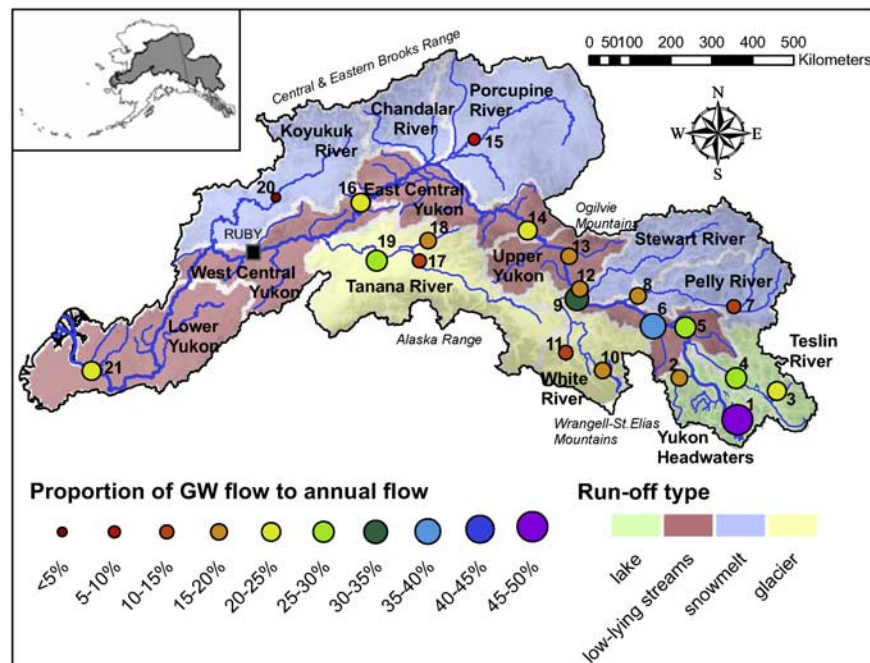 0 50100 200 300 400 500
Kilometers
N
W E
S
Central & Eastern Brooks Range
Porcupine
River
Chandalar
River
Koyukuk
River
15
20
16
East Central
Yukon
RUBY
West Central
Yukon
19
18
17
Tanana River
14
Ogilvie
Mountains
13
Upper
Yukon
12
9
Stewart River
8
Pelly River
7
6
5
Lower
Yukon
21
Alaska Range
11
10
White
River
Wrangell-St.Elias
Mountains
Teslin
River
2
4
3
1
Yukon
Headwaters
Proportion of GW flow to annual flow
<5%
5-10%
10-15%
15-20%
20-25%
25-30%
30-35%
35-40%
40-45%
45-50%
Run-off type
lake
low-lying streams
snowmelt
glacier